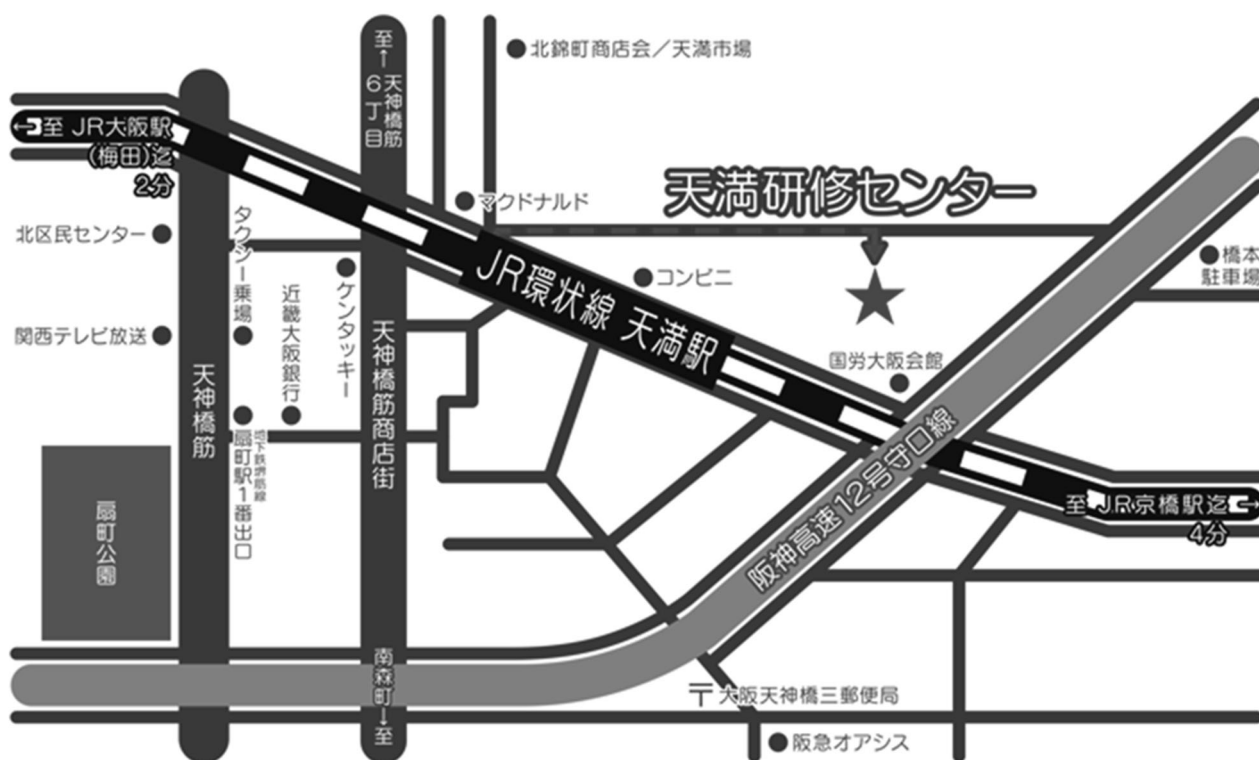 至↑天神橋筋
6丁目
北錦町商店会／天満市場
←至 JR大阪駅
(梅田)迄
2分
マクドナルド
天満研修センター
北区民センター
タクシー乗場
ケンタッキー
JR環状線 天満駅
コンビニ
橋本
駐車場
関西テレビ放送
近畿大阪銀行
天神橋筋
天神橋筋商店街
国労大阪会館
地下鉄堺筋線
扇町駅1番出口
扇町公園
阪神高速12号守口線
至 JR京橋駅迄→
4分
南森町↓至
〒大阪天神橋三郵便局
阪急オアシス